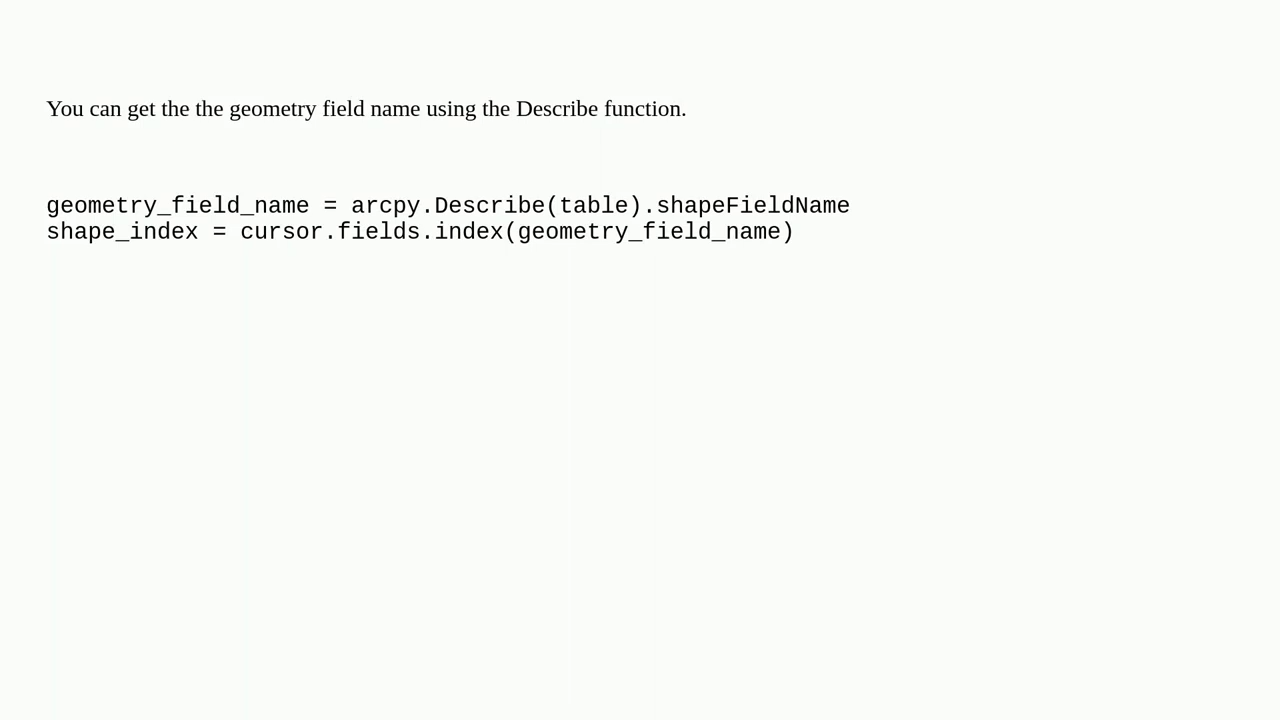 You can get the the geometry field name using the Describe function.
geometry_field_name = arcpy.Describe(table).shapeFieldName
shape_index = cursor.fields.index(geometry_field_name)